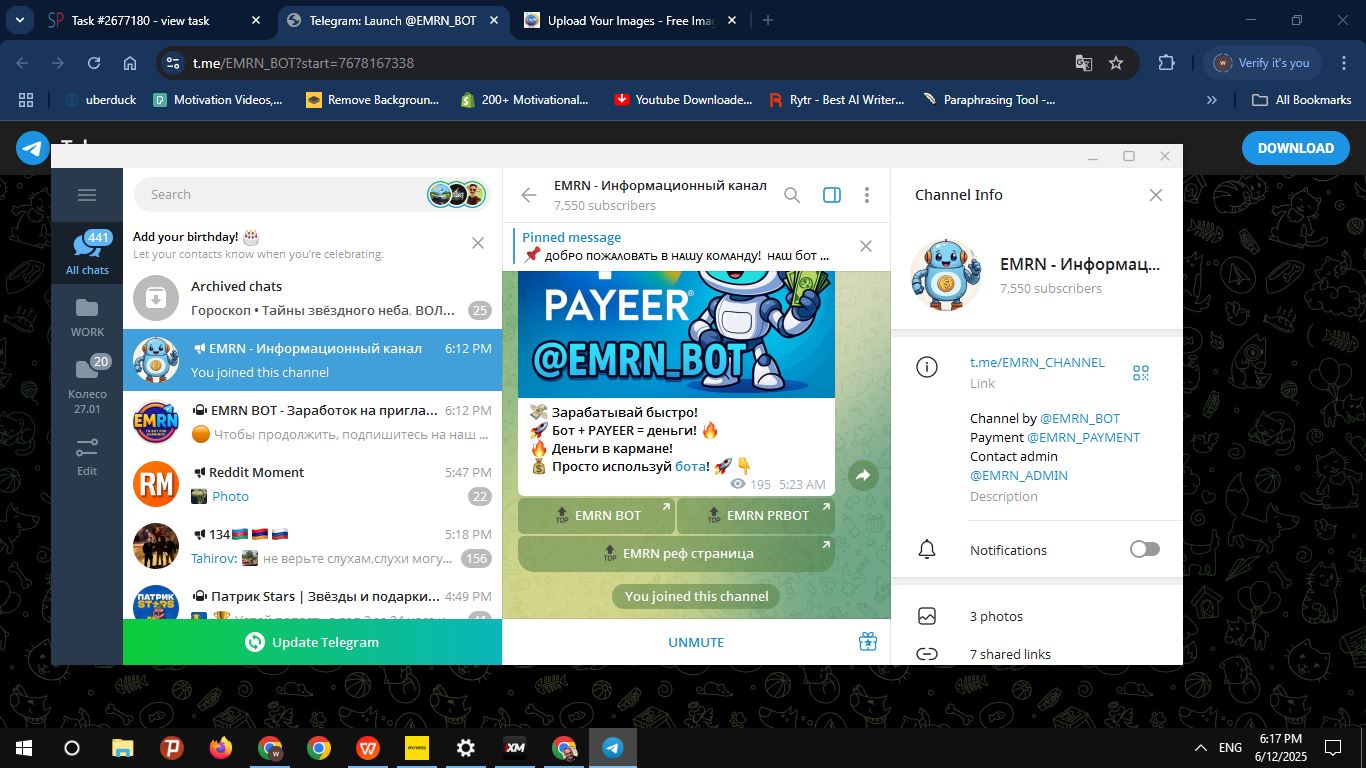 Task #2677180 - view task
Telegram: Launch @EMRN_BOT
Upload Your Images - Free Imag
t.me/EMRN_BOT?start=7678167338
Verify it's you
uberduck
Motivation Videos,...
Remove Backgroun...
200+ Motivational...
Youtube Downloade...
Rytr - Best AI Writer...
Paraphrasing Tool -...
All Bookmarks
DOWNLOAD
441
All chats
WORK
20
Колесо
27.01
Edit
Search
Add your birthday! 🎂
Let your contacts know when you're celebrating.
Archived chats
Гороскоп • Тайны звёздного неба, ВОЛ...
25
EMRN - Информационный канал
6:12 PM
You joined this channel
EMRN
EMRN BOT - Заработок на пригла...
6:12 PM
🟠 Чтобы продолжить, подпишитесь на наш ...
RM
Reddit Moment
5:47 PM
Photo
22
134🇦🇿 🇦🇲 🇷🇺
5:18 PM
Tahirov: не верьте слухам,слухи могу...
156
ПАТРИК
STARS
Патрик Stars | Звёзды и подарки...
4:49 PM
Update Telegram
EMRN - Информационный канал
7,550 subscribers
Pinned message
📌 добро пожаловать в нашу команду! наш бот ...
PAYEER®
@EMRN_BOT
💸 Зарабатывай быстро!
🚀 Бот + PAYEER = деньги! 🔥
🔥 Деньги в кармане!
💰 Просто используй бота! 🚀 👇
195 5:23 AM
🔝 EMRN BOT
🔝 EMRN PRBOT
🔝 EMRN реф страница
You joined this channel
UNMUTE
Channel Info
EMRN - Информац...
7,550 subscribers
t.me/EMRN_CHANNEL
Link
Channel by @EMRN_BOT
Payment @EMRN_PAYMENT
Contact admin
@EMRN_ADMIN
Description
Notifications
3 photos
7 shared links
exness
XM
ENG
6:17 PM
6/12/2025